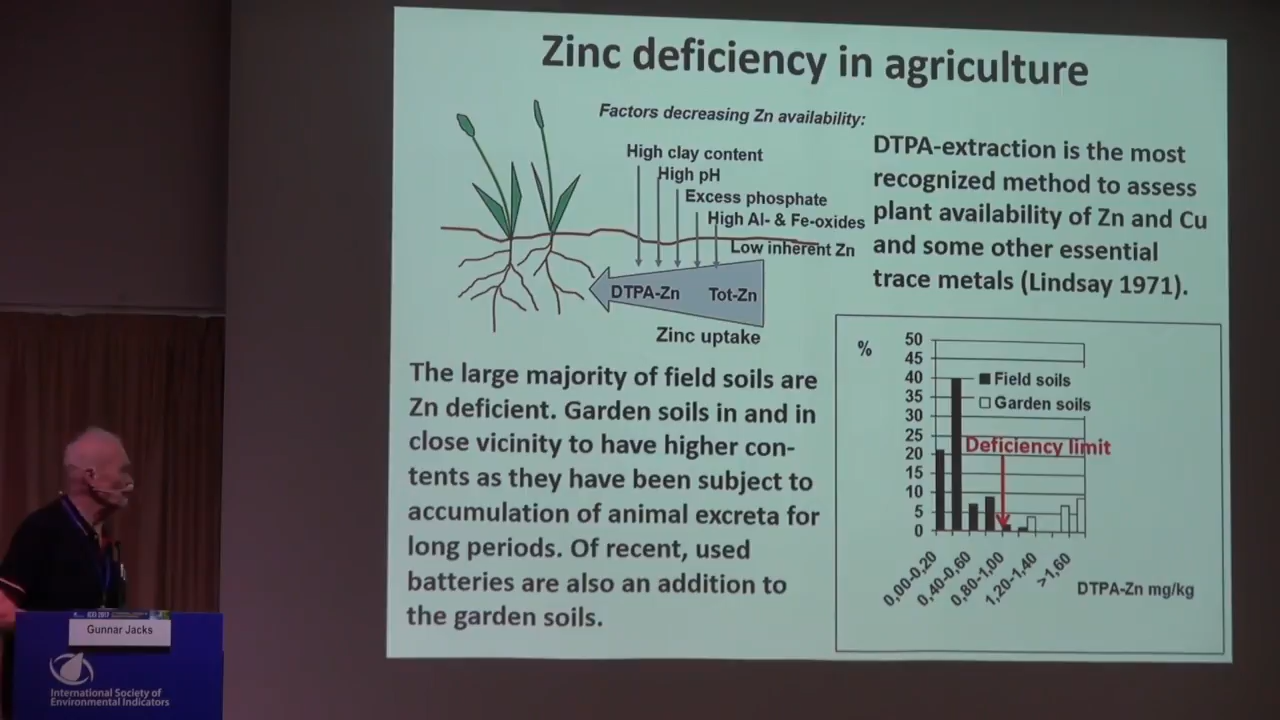 Zinc deficiency in agriculture
Factors decreasing Zn availability:
High clay content
High pH
Excess phosphate
High Al- & Fe-oxides
Low inherent Zn
DTPA-Zn
Tot-Zn
Zinc uptake
DTPA-extraction is the most
recognized method to assess
plant availability of Zn and Cu
and some other essential
trace metals (Lindsay 1971).
The large majority of field soils are
Zn deficient. Garden soils in and in
close vicinity to have higher con-
tents as they have been subject to
accumulation of animal excreta for
long periods. Of recent, used
batteries are also an addition to
the garden soils.
%
50
45
40
35
30
25
20
15
10
5
0
Field soils
Garden soils
Deficiency limit
0,00-0,20
0,40-0,60
0,80-1,00
1,20-1,40
>1,60
DTPA-Zn mg/kg
Gunnar Jacks
International Society of
Environmental Indicators